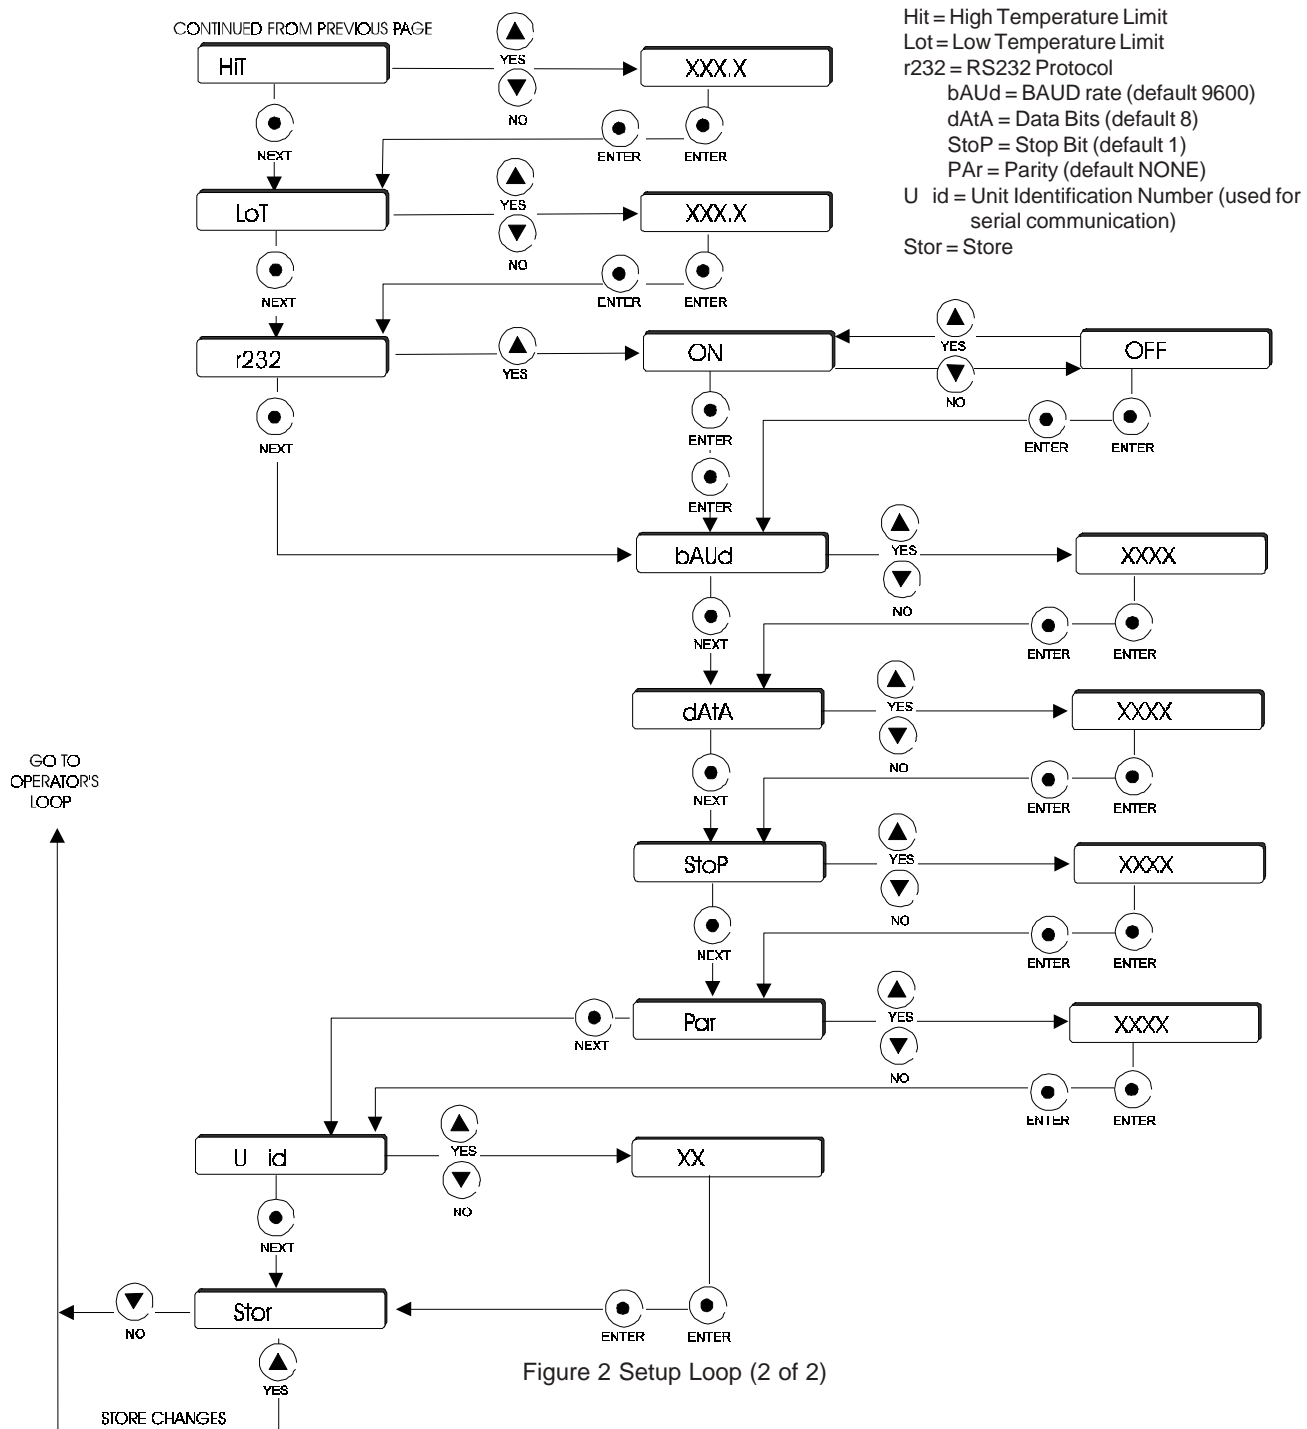 CONTINUED FROM PREVIOUS PAGE
Hit = High Temperature Limit
Lot = Low Temperature Limit
r232 = RS232 Protocol
bAUd = BAUD rate (default 9600)
dAtA = Data Bits (default 8)
StoP = Stop Bit (default 1)
PAr = Parity (default NONE)
U id = Unit Identification Number (used for
serial communication)
Stor = Store
HiT
YES
XXX.X
NO
NEXT
ENTER
ENTER
LoT
YES
XXX.X
NO
NEXT
ENTER
ENTER
r232
YES
ON
YES
OFF
NO
NEXT
ENTER
ENTER
ENTER
ENTER
bAUd
YES
XXXX
NO
NEXT
ENTER
ENTER
dAtA
YES
XXXX
NO
NEXT
ENTER
ENTER
GO TO
OPERATOR'S
LOOP
StoP
YES
XXXX
NO
NEXT
ENTER
ENTER
Par
YES
XXXX
NEXT
NO
ENTER
ENTER
U id
YES
XX
NO
NEXT
Stor
NO
ENTER
ENTER
YES
Figure 2 Setup Loop (2 of 2)
STORE CHANGES